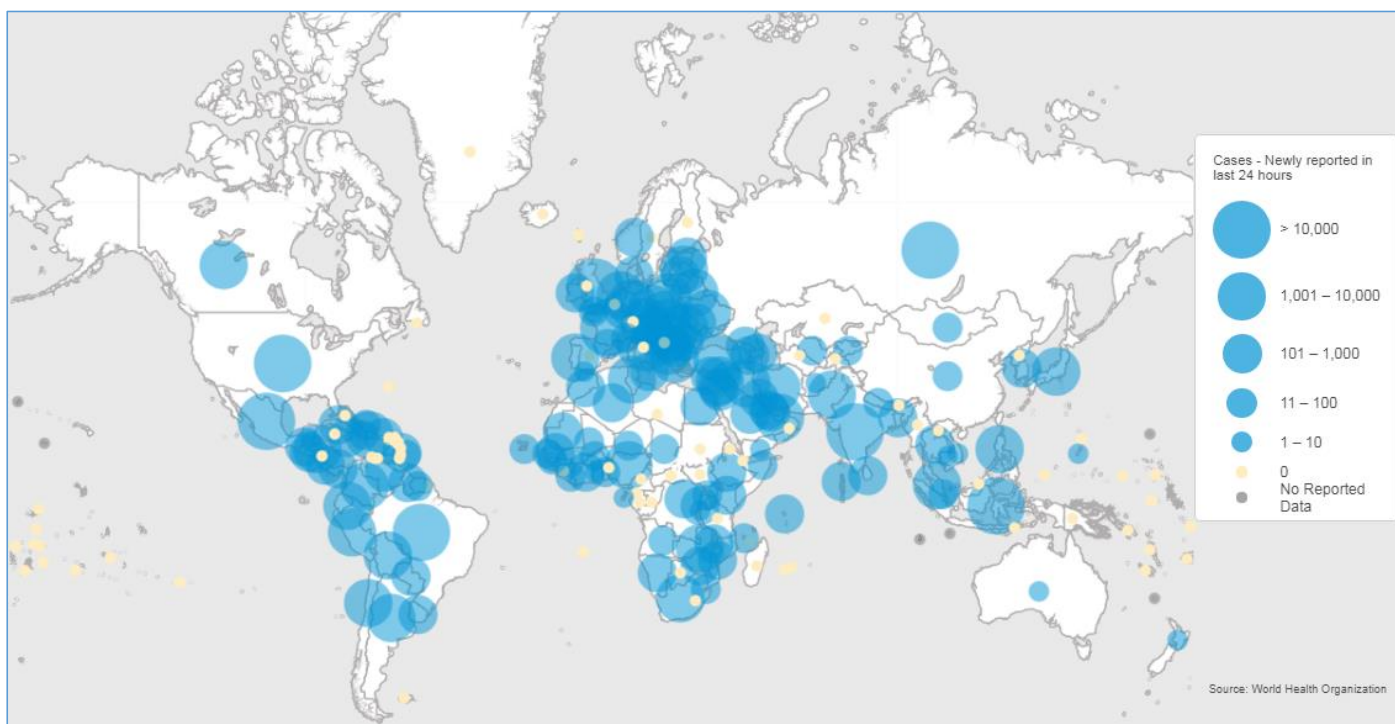 Cases - Newly reported in
last 24 hours
> 10,000
1,001 – 10,000
101 – 1,000
11 – 100
1 – 10
0
No Reported
Data
Source: World Health Organization